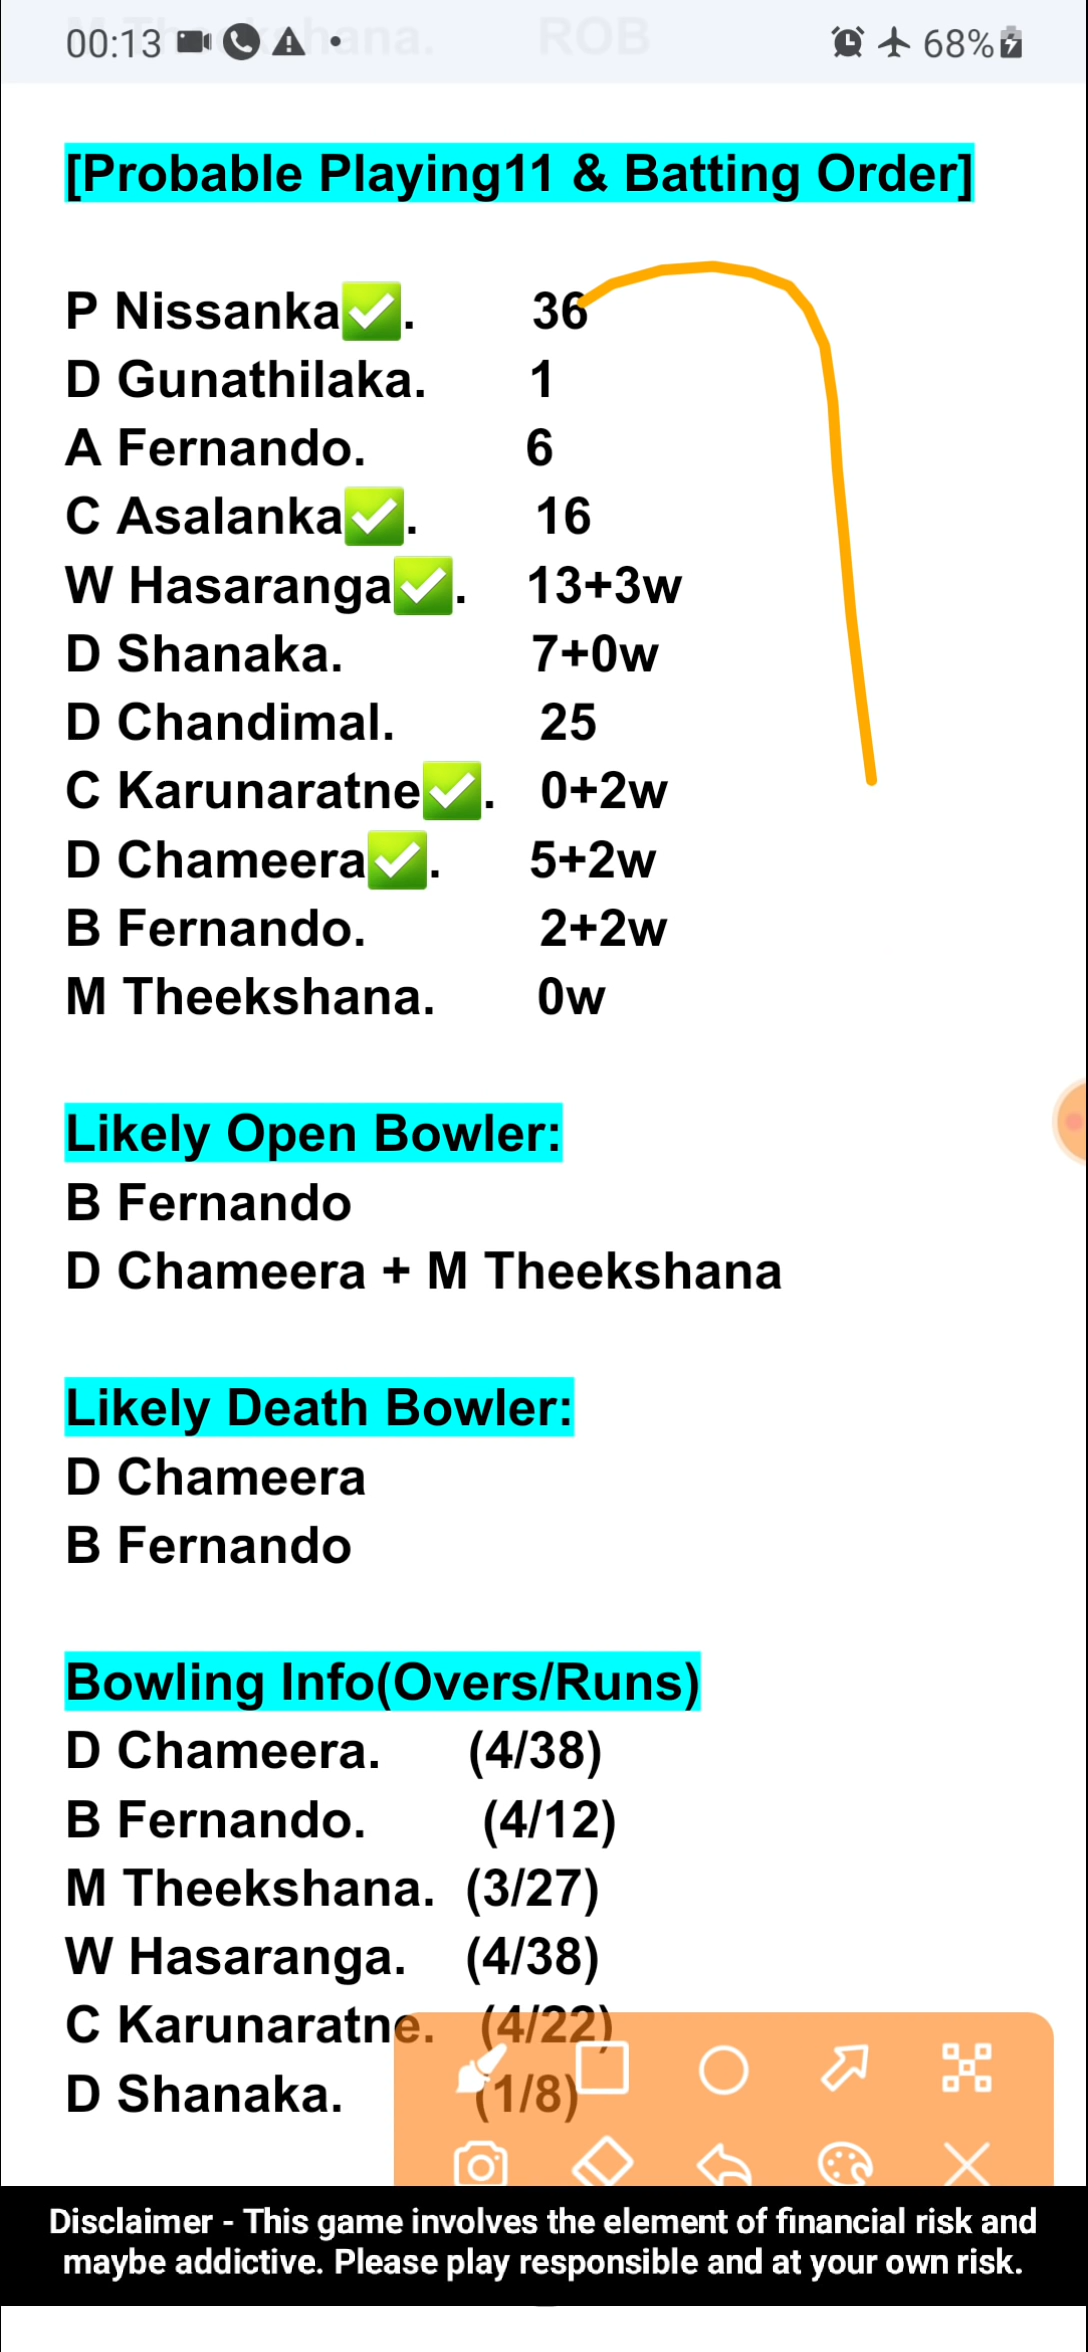 M Theekshana. ROB
00:13 68%
[Probable Playing11 & Batting Order]
P Nissanka✅. 36
D Gunathilaka. 1
A Fernando. 6
C Asalanka✅. 16
W Hasaranga✅. 13+3w
D Shanaka. 7+0w
D Chandimal. 25
C Karunaratne✅. 0+2w
D Chameera✅. 5+2w
B Fernando. 2+2w
M Theekshana. 0w
Likely Open Bowler:
B Fernando
D Chameera + M Theekshana
Likely Death Bowler:
D Chameera
B Fernando
Bowling Info(Overs/Runs)
D Chameera. (4/38)
B Fernando. (4/12)
M Theekshana. (3/27)
W Hasaranga. (4/38)
C Karunaratne. (4/22)
D Shanaka. (1/8)
Disclaimer - This game involves the element of financial risk and
maybe addictive. Please play responsible and at your own risk.